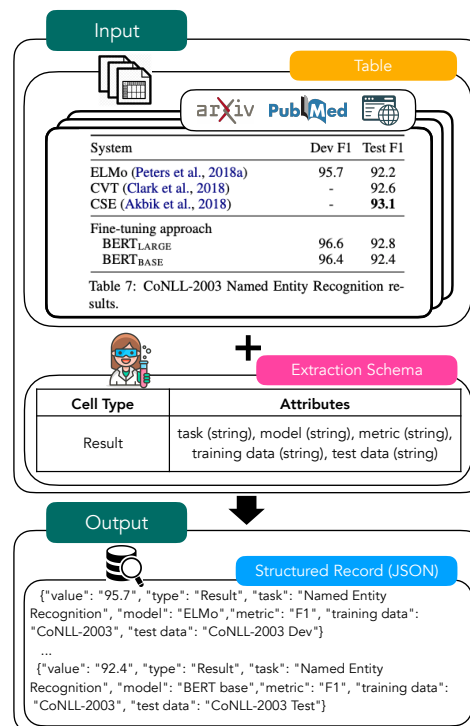 Input
Table
arXiv PubMed
System Dev F1 Test F1
ELMo (Peters et al., 2018a) 95.7 92.2
CVT (Clark et al., 2018) - 92.6
CSE (Akbik et al., 2018) - 93.1
Fine-tuning approach
BERTLARGE 96.6 92.8
BERTBASE 96.4 92.4
Table 7: CoNLL-2003 Named Entity Recognition re-
sults.
+
Extraction Schema
Cell Type Attributes
Result task (string), model (string), metric (string),
training data (string), test data (string)
Output
Structured Record (JSON)
{"value": "95.7", "type": "Result", "task": "Named Entity
Recognition", "model": "ELMo","metric": "F1", "training data":
"CoNLL-2003", "test data": "CoNLL-2003 Dev"}
...
{"value": "92.4", "type": "Result", "task": "Named Entity
Recognition", "model": "BERT base","metric": "F1", "training data":
"CoNLL-2003", "test data": "CoNLL-2003 Test"}